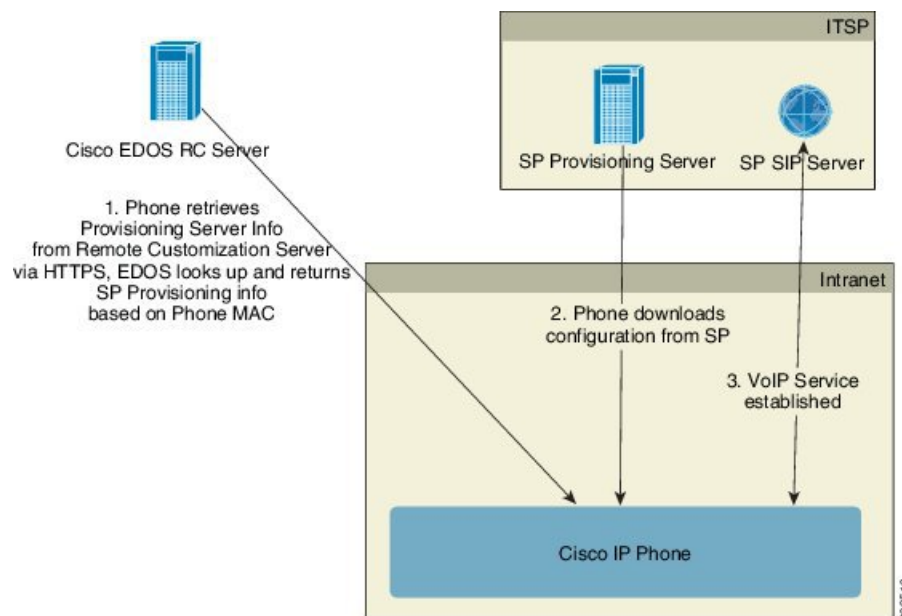 ITSP
Cisco EDOS RC Server
SP Provisioning Server
SP SIP Server
1. Phone retrieves
Provisioning Server Info
from Remote Customization Server
via HTTPS, EDOS looks up and returns
SP Provisioning info
based on Phone MAC
Intranet
2. Phone downloads
configuration from SP
3. VoIP Service
established
Cisco IP Phone